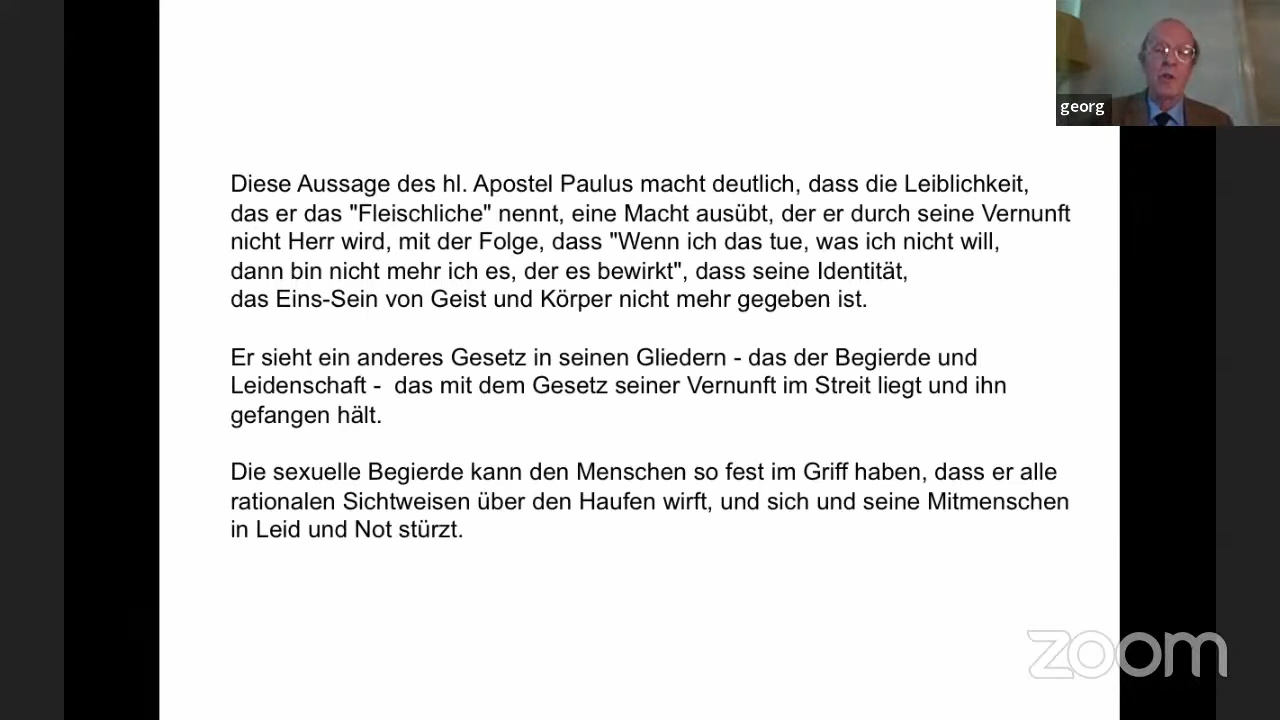 georg
Diese Aussage des hl. Apostel Paulus macht deutlich, dass die Leiblichkeit,
das er das "Fleischliche" nennt, eine Macht ausübt, der er durch seine Vernunft
nicht Herr wird, mit der Folge, dass "Wenn ich das tue, was ich nicht will,
dann bin nicht mehr ich es, der es bewirkt", dass seine Identität,
das Eins-Sein von Geist und Körper nicht mehr gegeben ist.
Er sieht ein anderes Gesetz in seinen Gliedern - das der Begierde und
Leidenschaft -  das mit dem Gesetz seiner Vernunft im Streit liegt und ihn
gefangen hält.
Die sexuelle Begierde kann den Menschen so fest im Griff haben, dass er alle
rationalen Sichtweisen über den Haufen wirft, und sich und seine Mitmenschen
in Leid und Not stürzt.
zoom